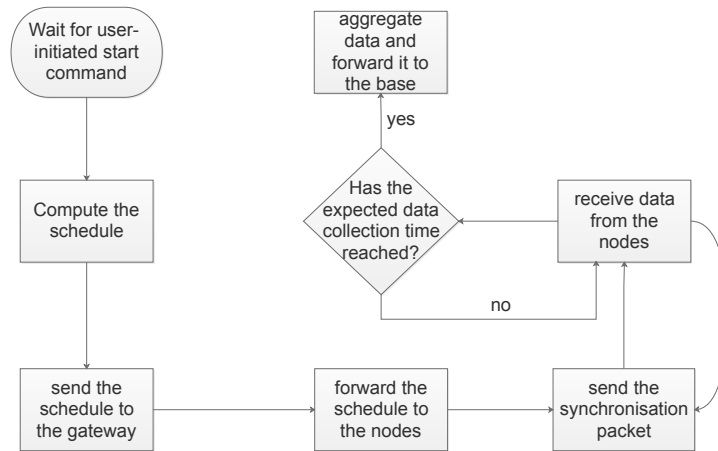 Wait for user-
initiated start
command
aggregate
data and
forward it to
the base
yes
Compute the
schedule
Has the
expected data
collection time
reached?
receive data
from the
nodes
no
send the
schedule to
the gateway
forward the
schedule to
the nodes
send the
synchronisation
packet